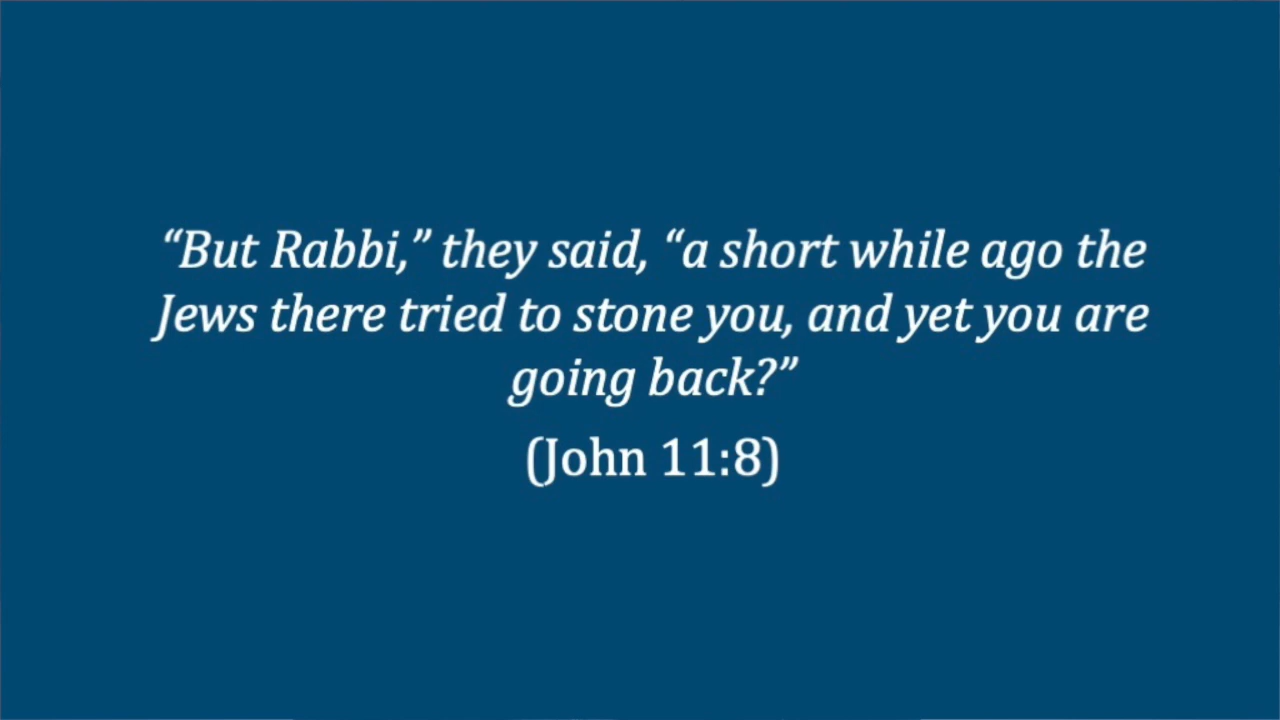 “But Rabbi,” they said, “a short while ago the
Jews there tried to stone you, and yet you are
going back?”
(John 11:8)